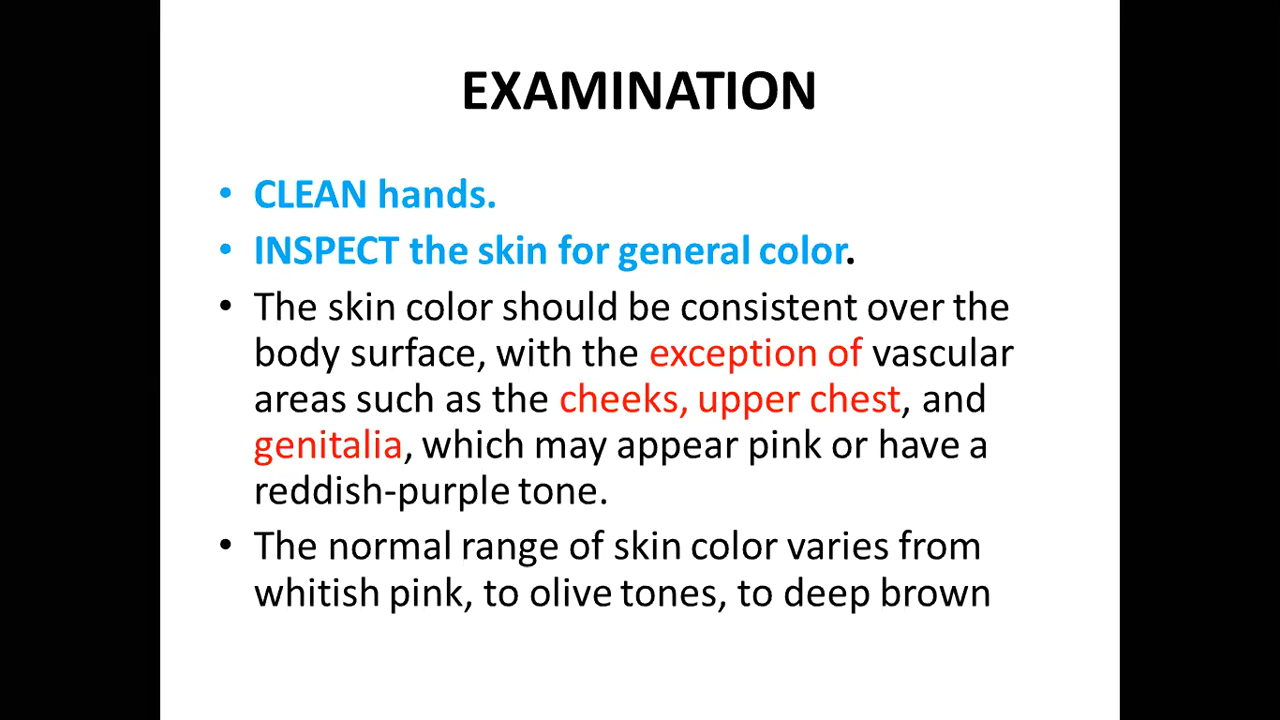 EXAMINATION
• CLEAN hands.
• INSPECT the skin for general color.
• The skin color should be consistent over the
body surface, with the exception of vascular
areas such as the cheeks, upper chest, and
genitalia, which may appear pink or have a
reddish-purple tone.
• The normal range of skin color varies from
whitish pink, to olive tones, to deep brown